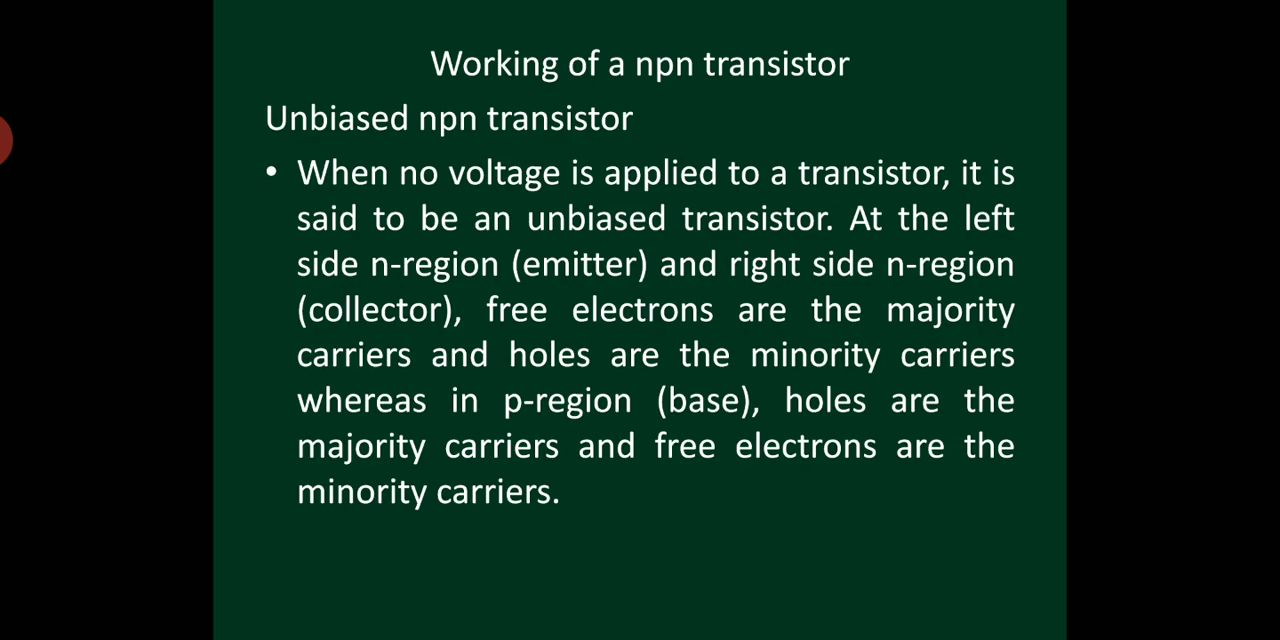 Working of a npn transistor
Unbiased npn transistor
• When no voltage is applied to a transistor, it is
said to be an unbiased transistor. At the left
side n-region (emitter) and right side n-region
(collector), free electrons are the majority
carriers and holes are the minority carriers
whereas in p-region (base), holes are the
majority carriers and free electrons are the
minority carriers.